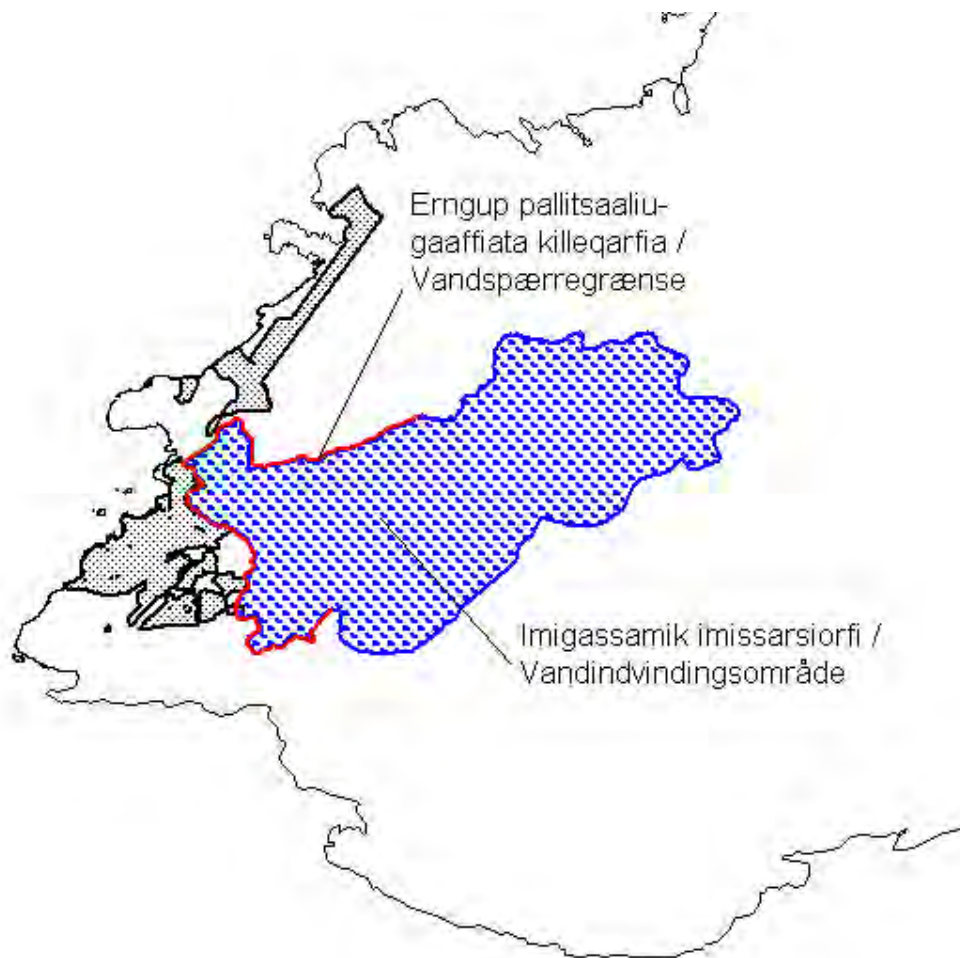 Erngup pallitsaaliu-
gaaffiata killeqarfia /
Vandspærregrænse
Imigassamik imissarsiorfi /
Vandindvindingsområde